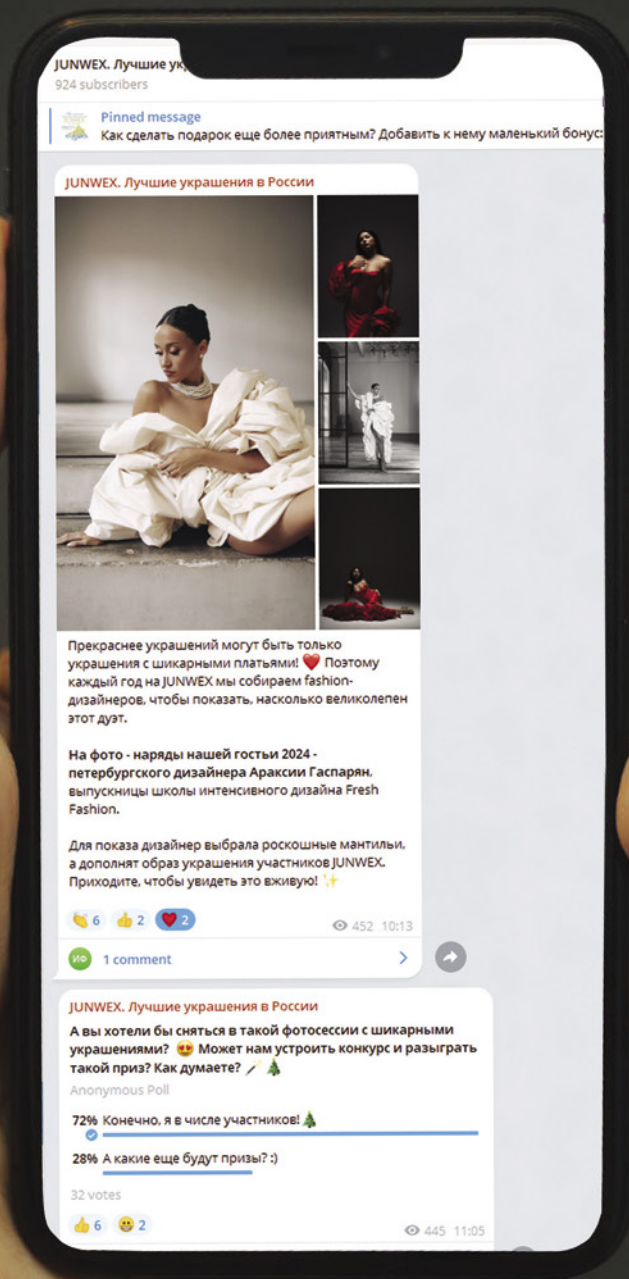 JUNWEX. Лучшие
924 subscribers
Pinned message
Как сделать подарок еще более приятным? Добавить к нему маленький бонус:
JUNWEX. Лучшие украшения в России
Прекраснее украшений могут быть только
украшения с шикарными платьями! ❤️ Поэтому
каждый год на JUNWEX мы собираем fashion-
дизайнеров, чтобы показать, насколько великолепен
этот дуэт.
На фото - наряды нашей гостьи 2024 -
петербургского дизайнера Араксии Гаспарян,
выпускницы школы интенсивного дизайна Fresh
Fashion.
Для показа дизайнер выбрала роскошные мантильи,
а дополнят образ украшения участников JUNWEX.
Приходите, чтобы увидеть это вживую! ✨
👏 6 👍 2 ❤️ 2 452 10:13
ИФ 1 comment
JUNWEX. Лучшие украшения в России
А вы хотели бы сняться в такой фотосессии с шикарными
украшениями? 😍 Может нам устроить конкурс и разыграть
такой приз? Как думаете? 🪄🎄
Anonymous Poll
72% Конечно, я в числе участников!🎄
28% А какие еще будут призы? :)
32 votes
👍 6 😁 2 445 11:05